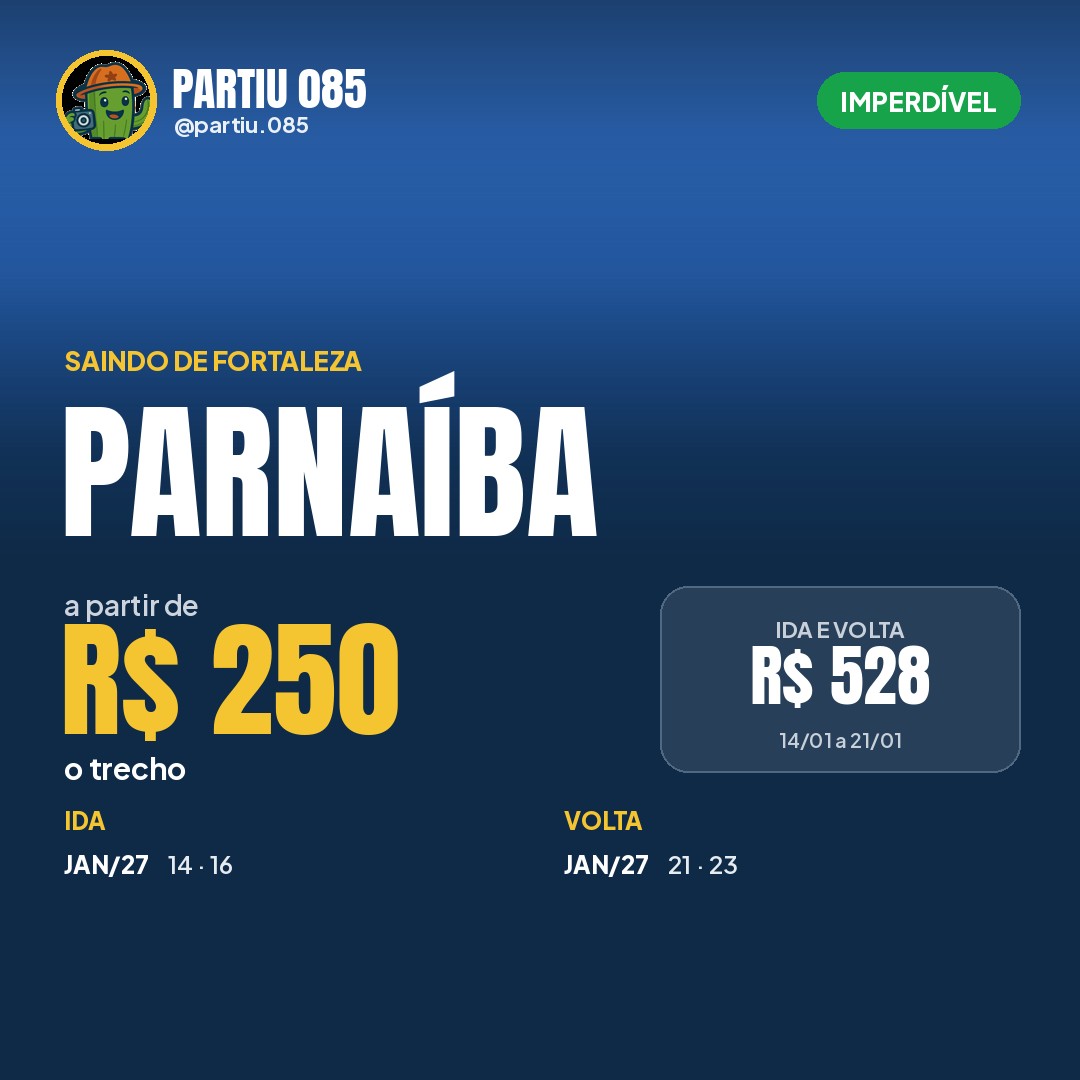 PARTIU 085
@partiu.085
IMPERDÍVEL
SAINDO DE FORTALEZA
PARNAÍBA
a partir de
R$ 250
o trecho
IDA E VOLTA
R$ 528
14/01 a 21/01
IDA
JAN/27 14 · 16
VOLTA
JAN/27 21 · 23